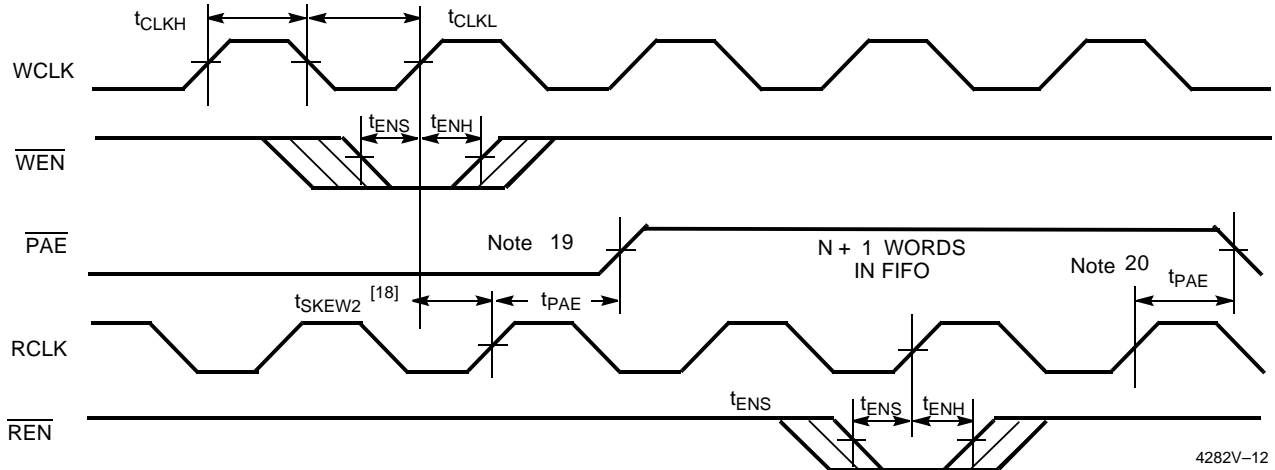 tCLKH
tCLKL
WCLK
tENS
tENH
WEN
PAE
Note 19
N + 1 WORDS
IN FIFO
Note 20
tPAE
tSKEW2 [18]
tPAE
RCLK
tENS
tENS
tENH
REN
4282V–12